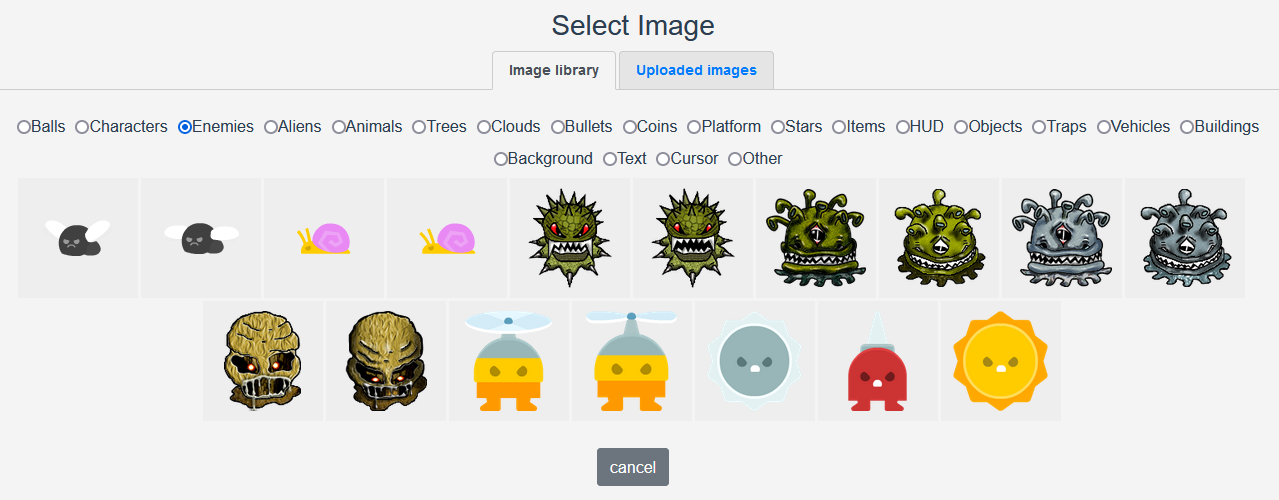 Select Image
Image library Uploaded images
Balls Characters Enemies Aliens Animals Trees Clouds Bullets Coins Platform Stars Items HUD Objects Traps Vehicles Buildings
Background Text Cursor Other
cancel